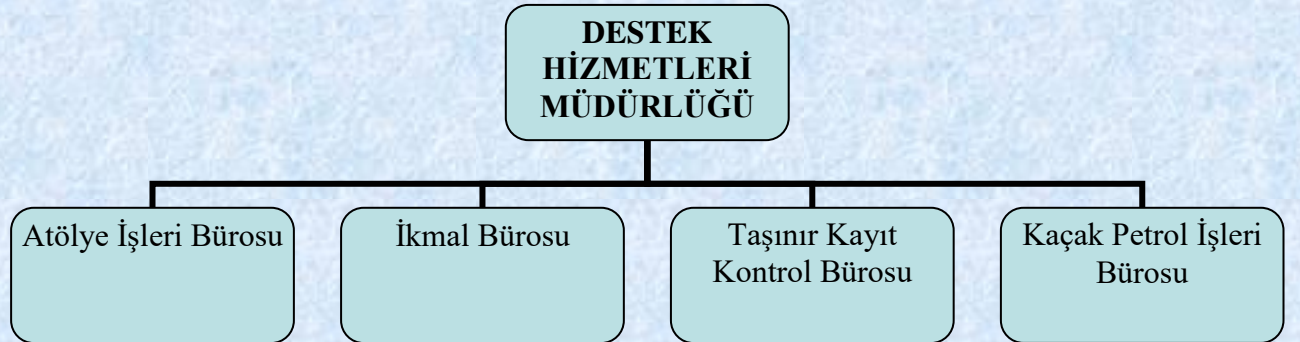 DESTEK
HİZMETLERİ
MÜDÜRLÜĞÜ
Atölye İşleri Bürosu
İkmal Bürosu
Taşınır Kayıt
Kontrol Bürosu
Kaçak Petrol İşleri
Bürosu